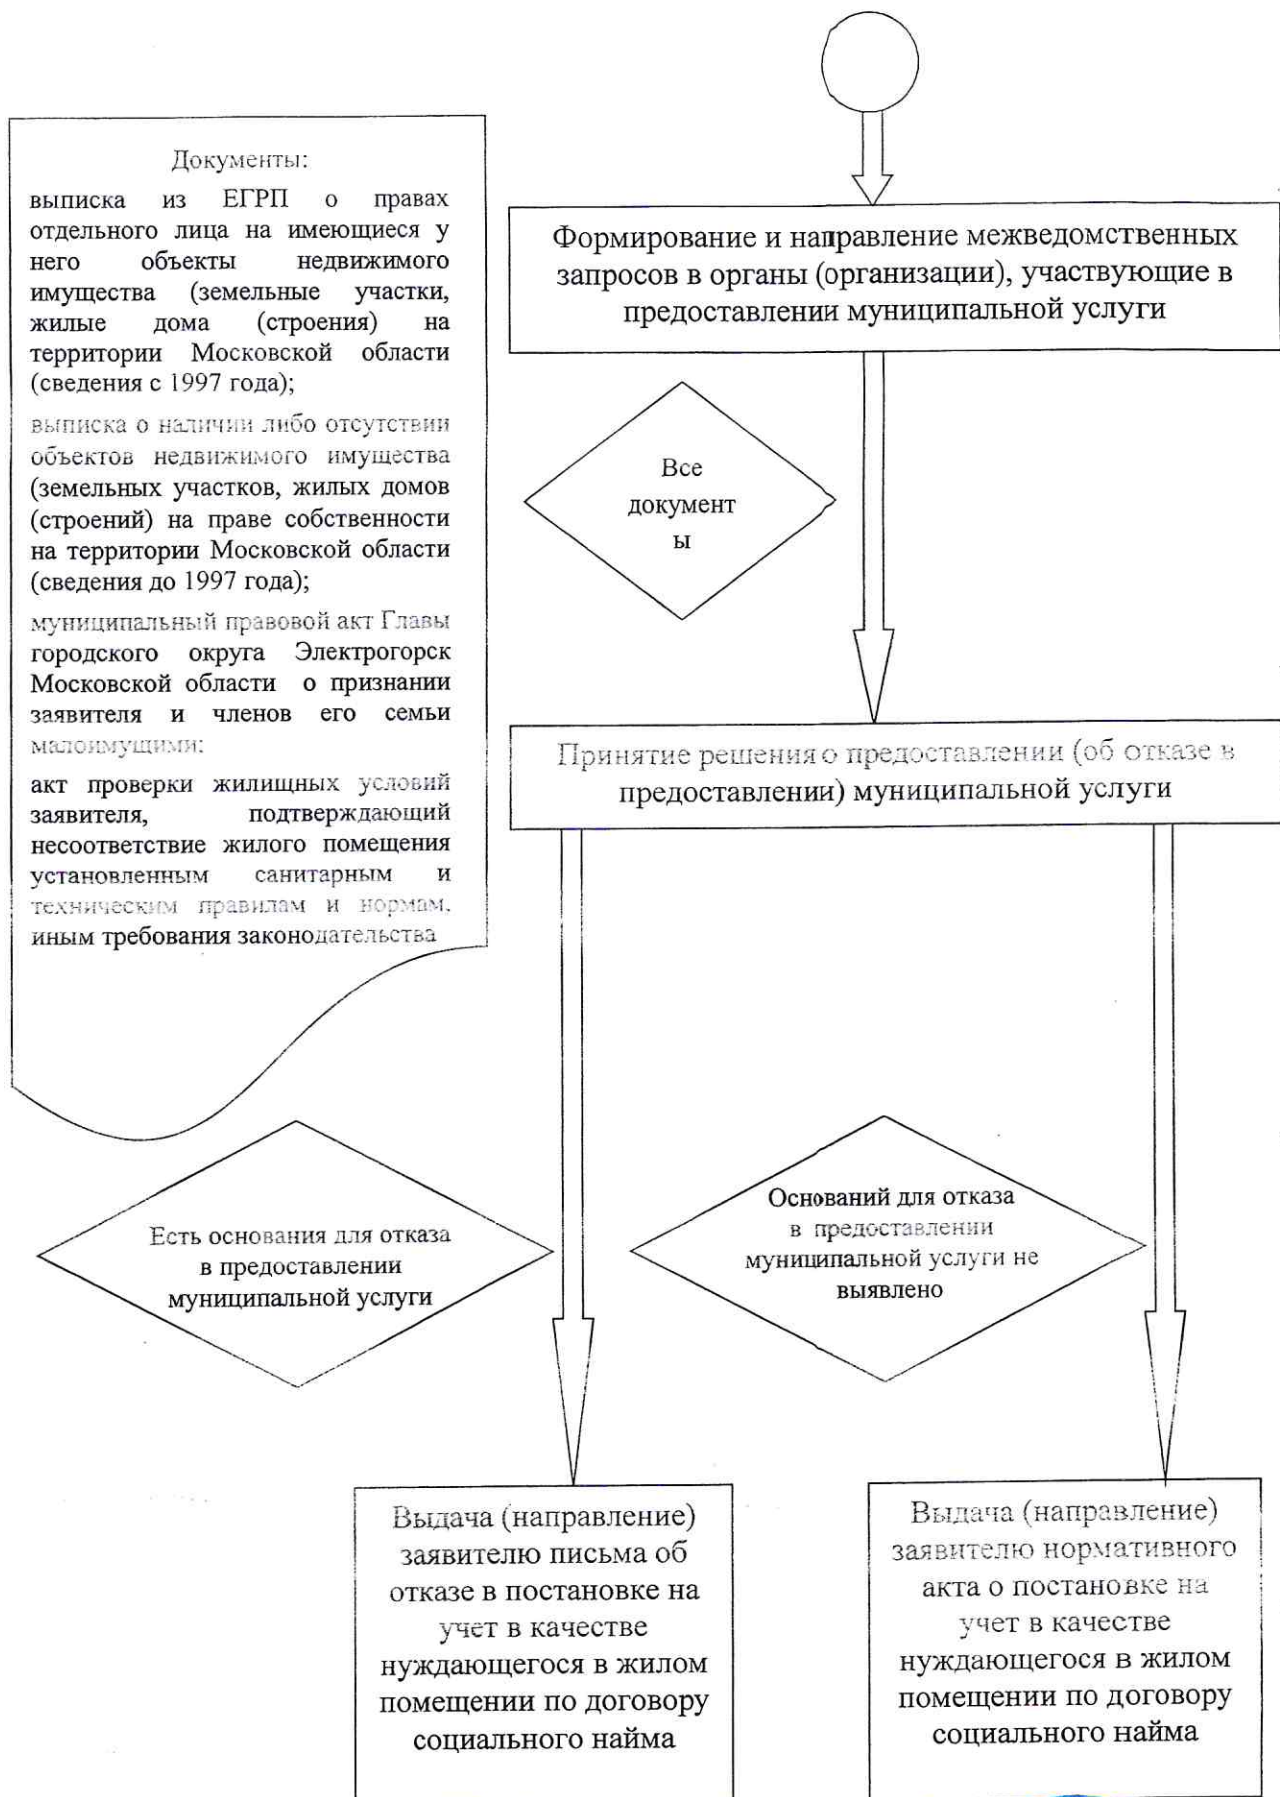 Документы:
выписка из ЕГРП о правах
отдельного лица на имеющиеся у
него объекты недвижимого
имущества (земельные участки,
жилые дома (строения) на
территории Московской области
(сведения с 1997 года);
выписка о наличии либо отсутствии
объектов недвижимого имущества
(земельных участков, жилых домов
(строений) на праве собственности
на территории Московской области
(сведения до 1997 года);
муниципальный правовой акт Главы
городского округа Электрогорск
Московской области о признании
заявителя и членов его семьи
малоимущими:
акт проверки жилищных условий
заявителя, подтверждающий
несоответствие жилого помещения
установленным санитарным и
техническим правилам и нормам,
иным требования законодательства
Формирование и направление межведомственных
запросов в органы (организации), участвующие в
предоставлении муниципальной услуги
Все
документ
ы
Принятие решения о предоставлении (об отказе в
предоставлении) муниципальной услуги
Есть основания для отказа
в предоставлении
муниципальной услуги
Оснований для отказа
в предоставлении
муниципальной услуги не
выявлено
Выдача (направление)
заявителю письма об
отказе в постановке на
учет в качестве
нуждающегося в жилом
помещении по договору
социального найма
Выдача (направление)
заявителю нормативного
акта о постановке на
учет в качестве
нуждающегося в жилом
помещении по договору
социального найма